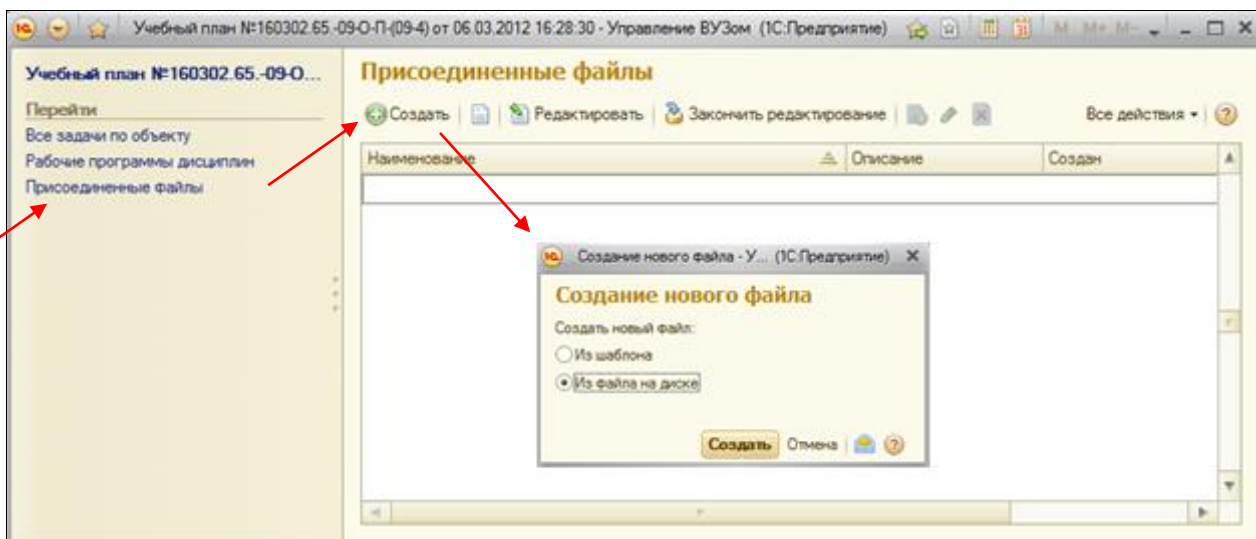 Учебный план №160302.65.-09-О-П-(09-4) от 06.03.2012 16:28:30 - Управление ВУЗом (1С:Предприятие) M M+ M-
Учебный план №160302.65.-09-О...
Перейти
Все задачи по объекту
Рабочие программы дисциплин
Присоединенные файлы
Присоединенные файлы
Создать Редактировать Закончить редактирование Все действия
Наименование Описание Создан
Создание нового файла - У... (1С:Предприятие)
Создание нового файла
Создать новый файл:
Из шаблона
Из файла на диске
Создать Отмена